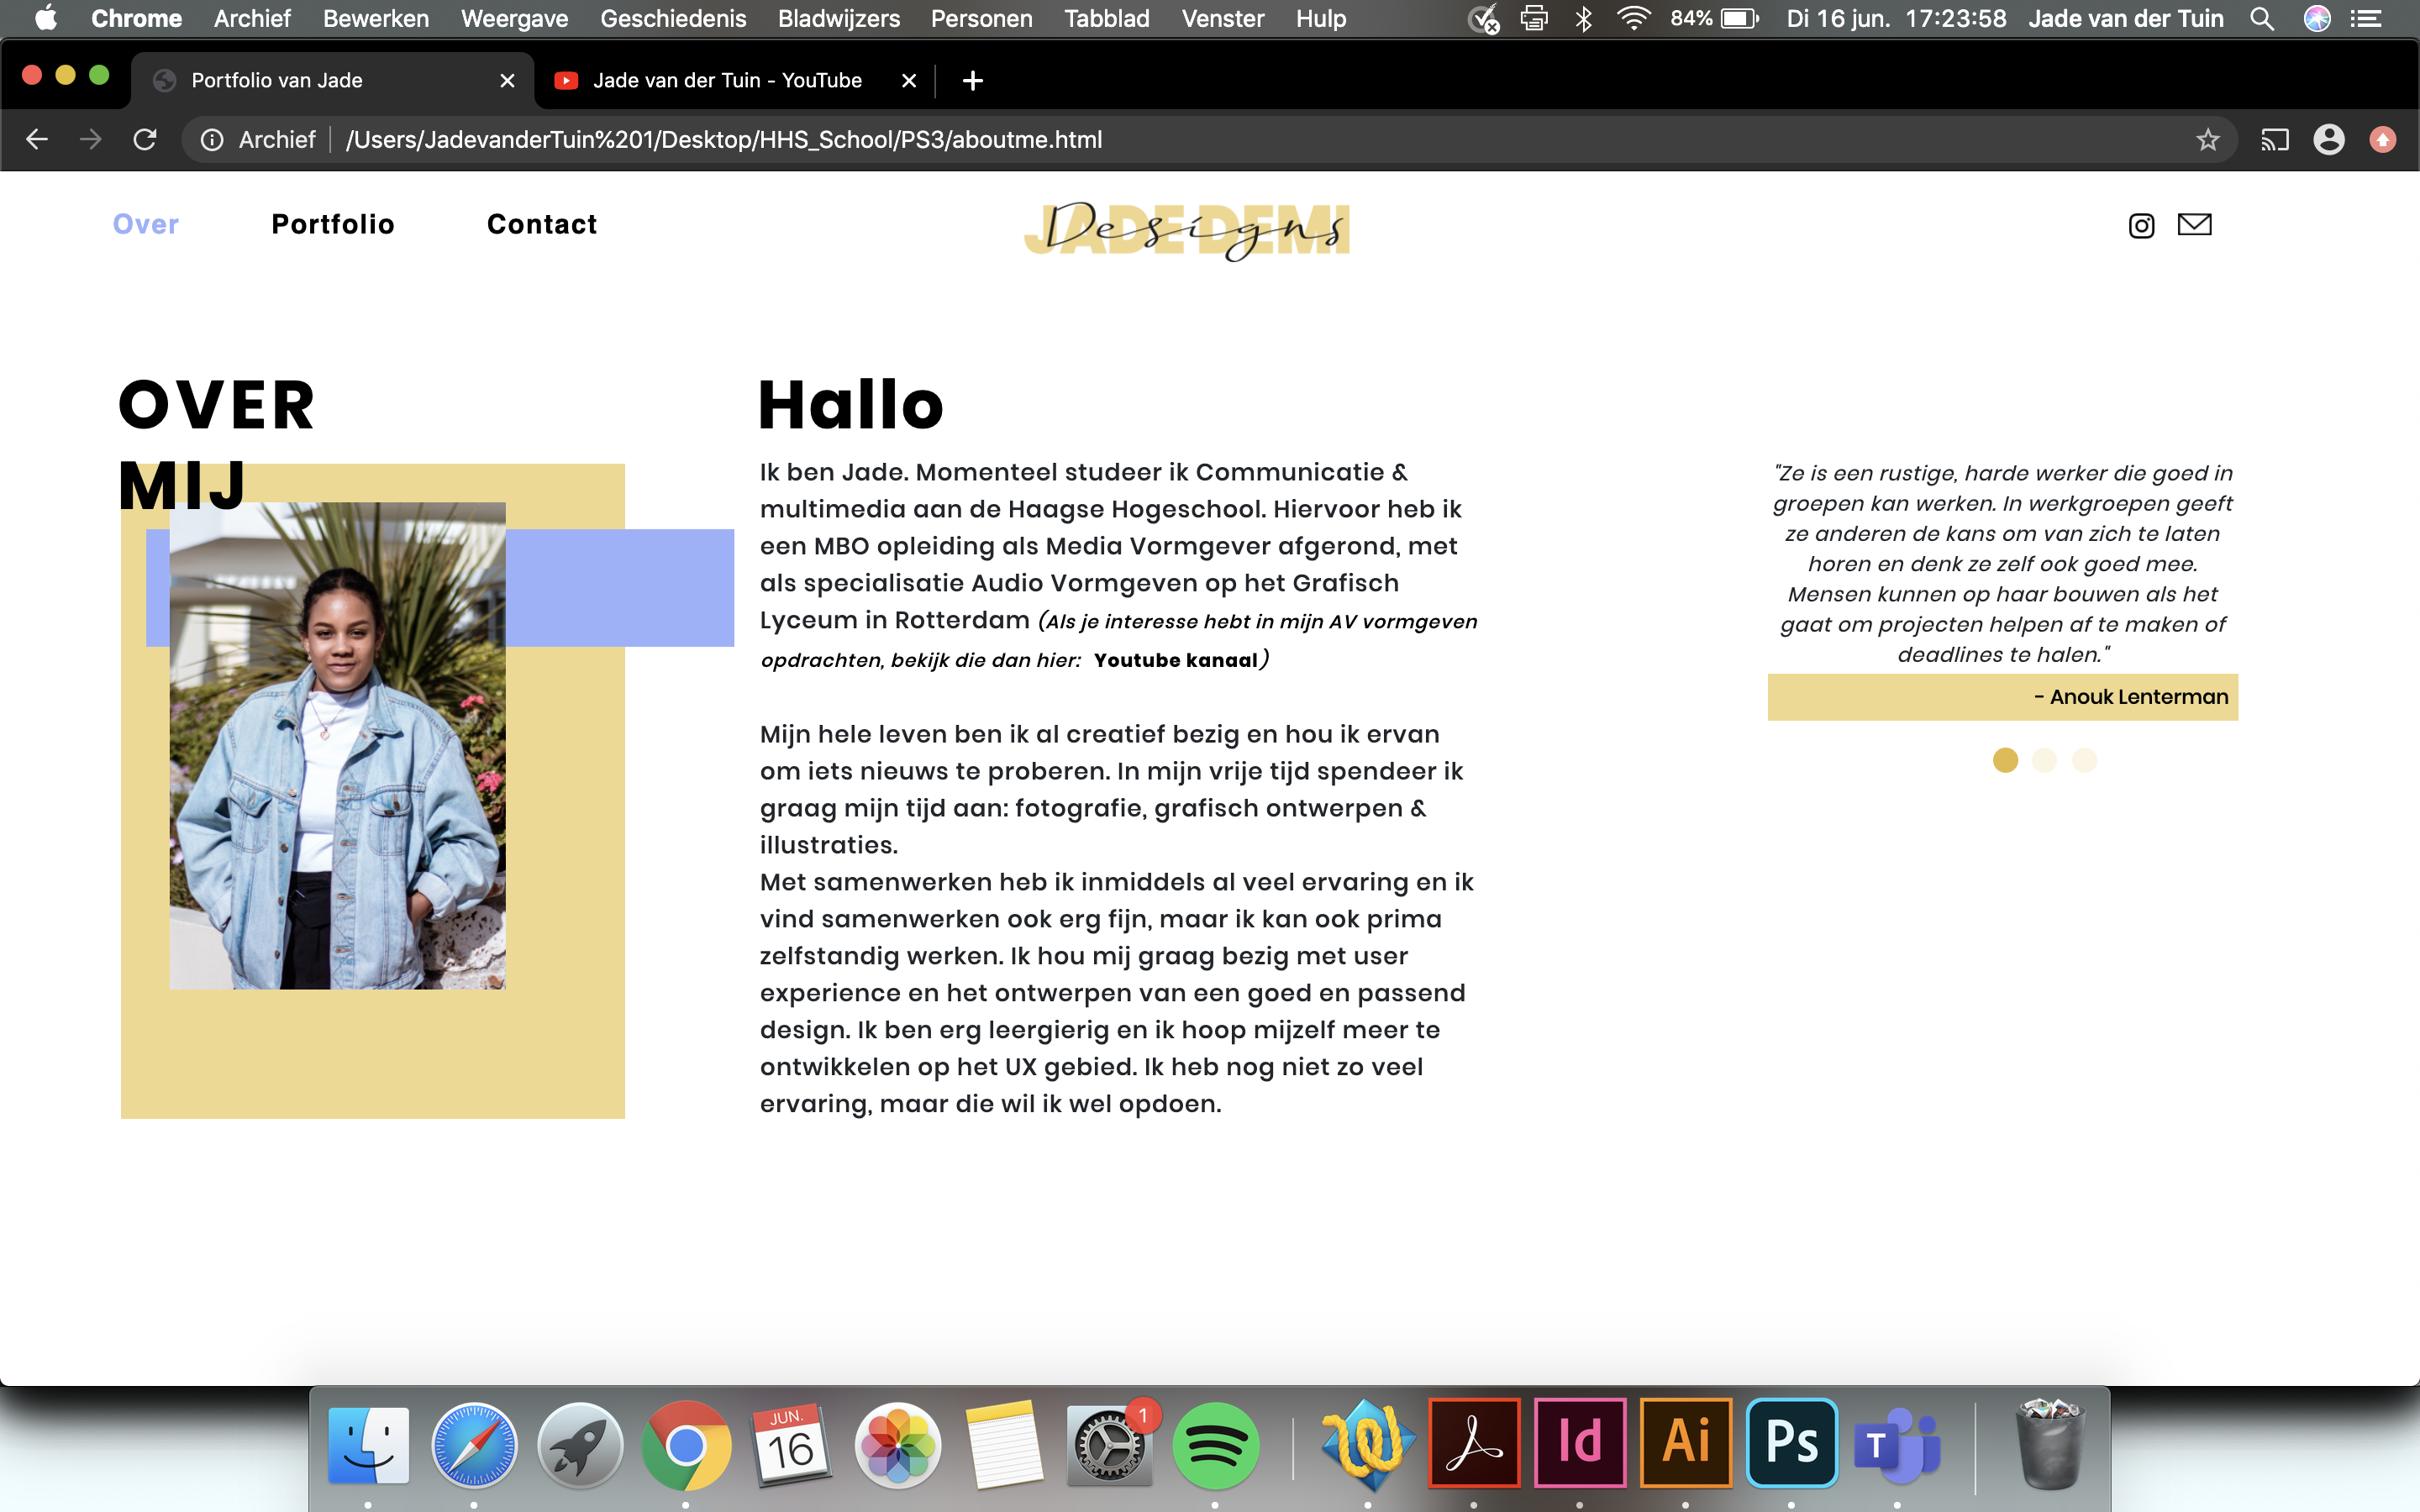 Chrome Archief Bewerken Weergave Geschiedenis Bladwijzers Personen Tabblad Venster Hulp 84% Di 16 jun. 17:23:58 Jade van der Tuin
Portfolio van Jade Jade van der Tuin - YouTube
Archief /Users/JadevanderTuin%201/Desktop/HHS_School/PS3/aboutme.html
Over Portfolio Contact
JADE DEMI
Designs
OVER
MIJ
Hallo
Ik ben Jade. Momenteel studeer ik Communicatie &
multimedia aan de Haagse Hogeschool. Hiervoor heb ik
een MBO opleiding als Media Vormgever afgerond, met
als specialisatie Audio Vormgeven op het Grafisch
Lyceum in Rotterdam (Als je interesse hebt in mijn AV vormgeven
opdrachten, bekijk die dan hier: Youtube kanaal)
Mijn hele leven ben ik al creatief bezig en hou ik ervan
om iets nieuws te proberen. In mijn vrije tijd spendeer ik
graag mijn tijd aan: fotografie, grafisch ontwerpen &
illustraties.
Met samenwerken heb ik inmiddels al veel ervaring en ik
vind samenwerken ook erg fijn, maar ik kan ook prima
zelfstandig werken. Ik hou mij graag bezig met user
experience en het ontwerpen van een goed en passend
design. Ik ben erg leergierig en ik hoop mijzelf meer te
ontwikkelen op het UX gebied. Ik heb nog niet zo veel
ervaring, maar die wil ik wel opdoen.
"Ze is een rustige, harde werker die goed in
groepen kan werken. In werkgroepen geeft
ze anderen de kans om van zich te laten
horen en denk ze zelf ook goed mee.
Mensen kunnen op haar bouwen als het
gaat om projecten helpen af te maken of
deadlines te halen."
- Anouk Lenterman
JUN.
16
1
Id
Ai
Ps
T